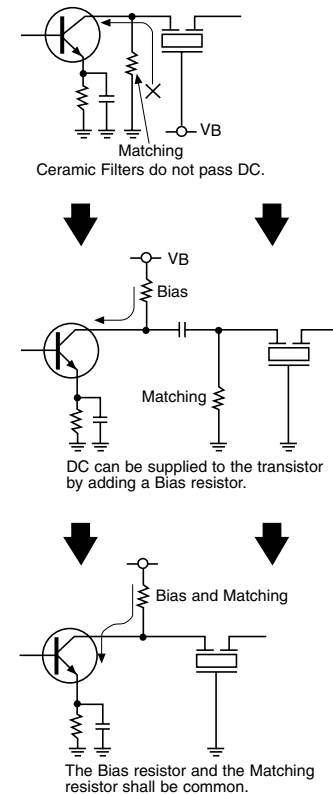 VB
Matching
Ceramic Filters do not pass DC.
VB
Bias
Matching
DC can be supplied to the transistor
by adding a Bias resistor.
Bias and Matching
The Bias resistor and the Matching
resistor shall be common.